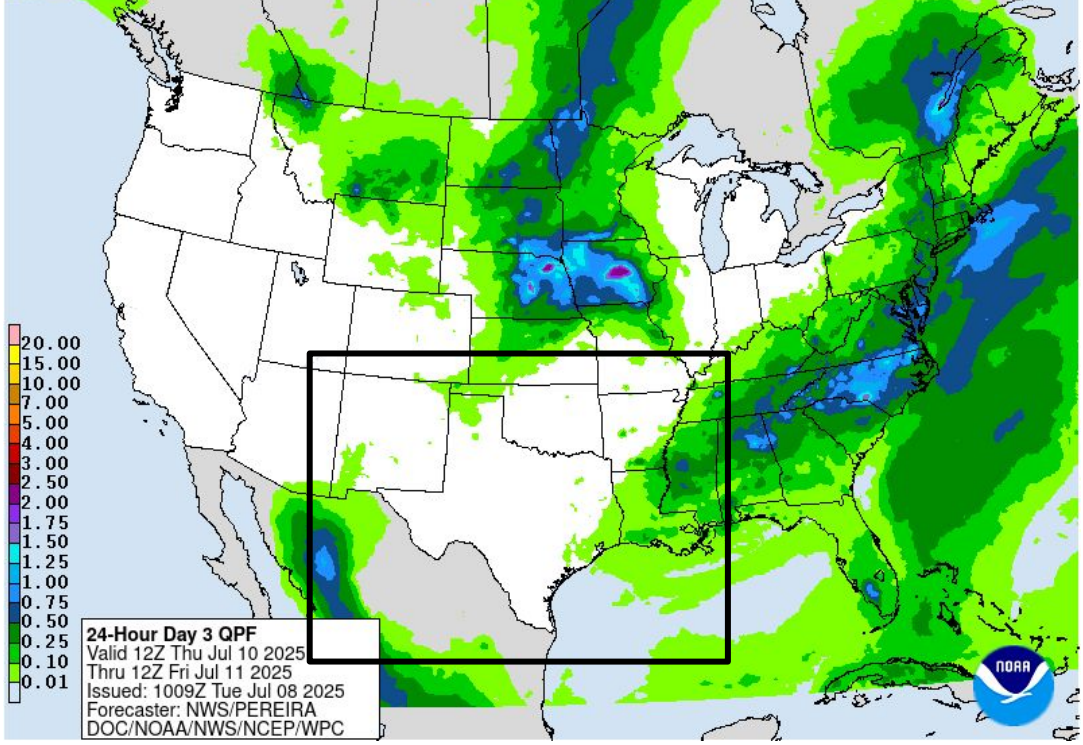 20.00
15.00
10.00
7.00
5.00
4.00
3.00
2.50
2.00
1.75
1.50
1.25
1.00
0.75
0.50
0.25
0.10
0.01
24-Hour Day 3 QPF
Valid 12Z Thu Jul 10 2025
Thru 12Z Fri Jul 11 2025
Issued: 1009Z Tue Jul 08 2025
Forecaster: NWS/PEREIRA
DOC/NOAA/NWS/NCEP/WPC
NOAA